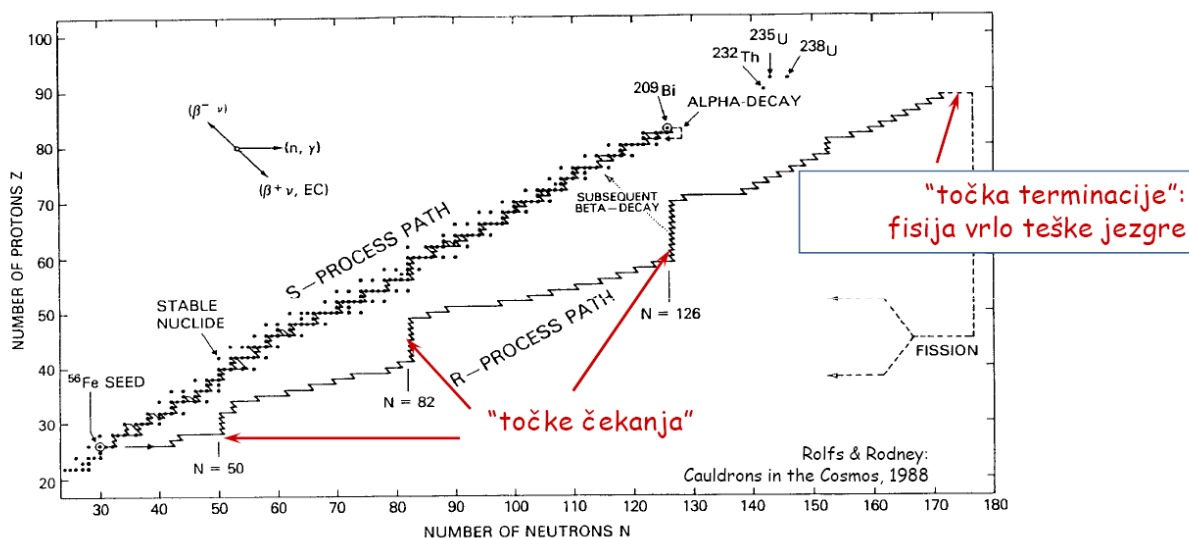 100
90
80
70
60
50
40
30
20
NUMBER OF PROTONS Z
(β⁻ ν)
(n, γ)
(β⁺ ν, EC)
²³⁵U
²³²Th
²³⁸U
²⁰⁹Bi
ALPHA-DECAY
SUBSEQUENT
BETA-DECAY
S-PROCESS PATH
"točka terminacije":
fisija vrlo teške jezgre
STABLE
NUCLIDE
R-PROCESS PATH
N = 126
FISSION
⁵⁶Fe SEED
N = 82
"točke čekanja"
N = 50
Rolfs & Rodney:
Cauldrons in the Cosmos, 1988
30 40 50 60 70 80 90 100 110 120 130 140 150 160 170 180
NUMBER OF NEUTRONS N